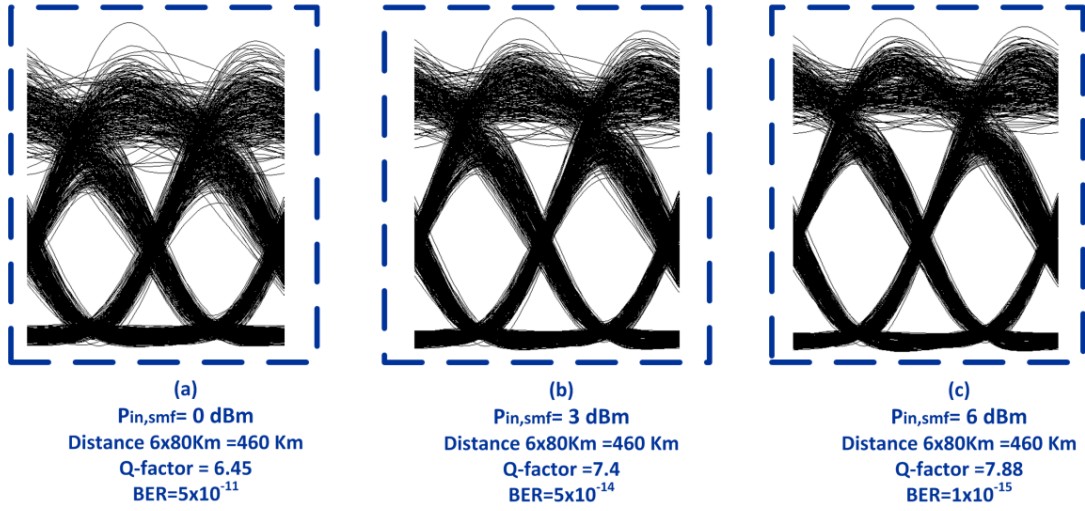 (a)
Pin,smf= 0 dBm
Distance 6x80Km =460 Km
Q-factor = 6.45
BER=5x10⁻¹¹
(b)
Pin,smf= 3 dBm
Distance 6x80Km =460 Km
Q-factor =7.4
BER=5x10⁻¹⁴
(c)
Pin,smf= 6 dBm
Distance 6x80Km =460 Km
Q-factor =7.88
BER=1x10⁻¹⁵